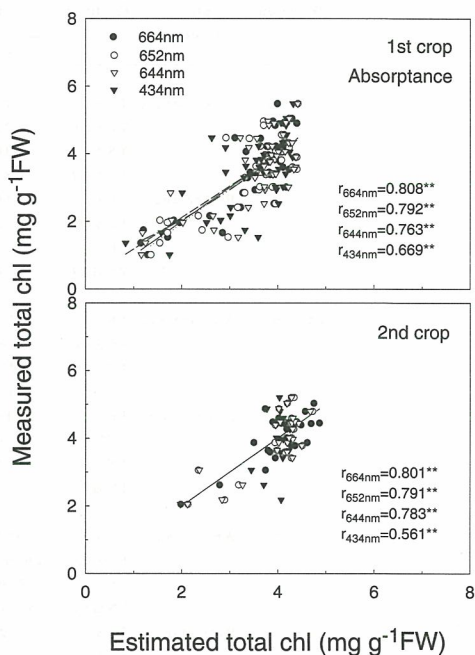 664nm
652nm
644nm
434nm
1st crop
Absorptance
r664nm=0.808**
r652nm=0.792**
r644nm=0.763**
r434nm=0.669**
8
6
4
2
0
2nd crop
r664nm=0.801**
r652nm=0.791**
r644nm=0.783**
r434nm=0.561**
8
6
4
2
0
0 2 4 6 8
Measured total chl (mg g-1FW)
Estimated total chl (mg g-1FW)